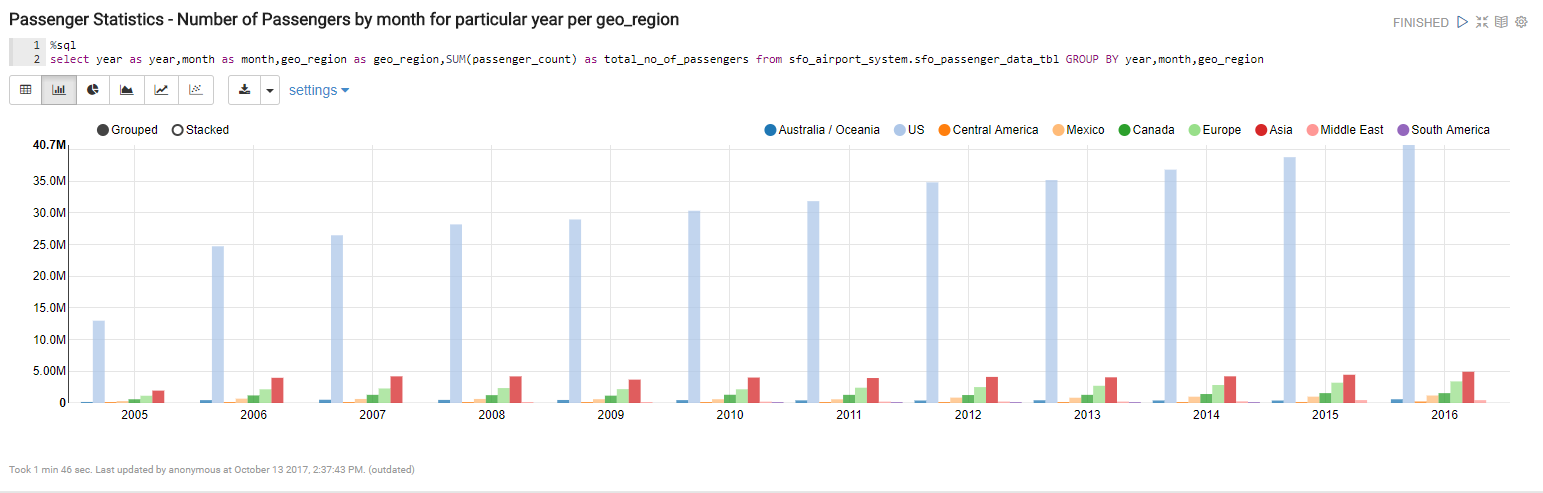 Passenger Statistics - Number of Passengers by month for particular year per geo_region
FINISHED
1 %sql
2 select year as year,month as month,geo_region as geo_region,SUM(passenger_count) as total_no_of_passengers from sfo_airport_system.sfo_passenger_data_tbl GROUP BY year,month,geo_region
settings
Grouped Stacked
Australia / Oceania US Central America Mexico Canada Europe Asia Middle East South America
40.7M
35.0M
30.0M
25.0M
20.0M
15.0M
10.0M
5.00M
0
2005 2006 2007 2008 2009 2010 2011 2012 2013 2014 2015 2016
Took 1 min 46 sec. Last updated by anonymous at October 13 2017, 2:37:43 PM. (outdated)